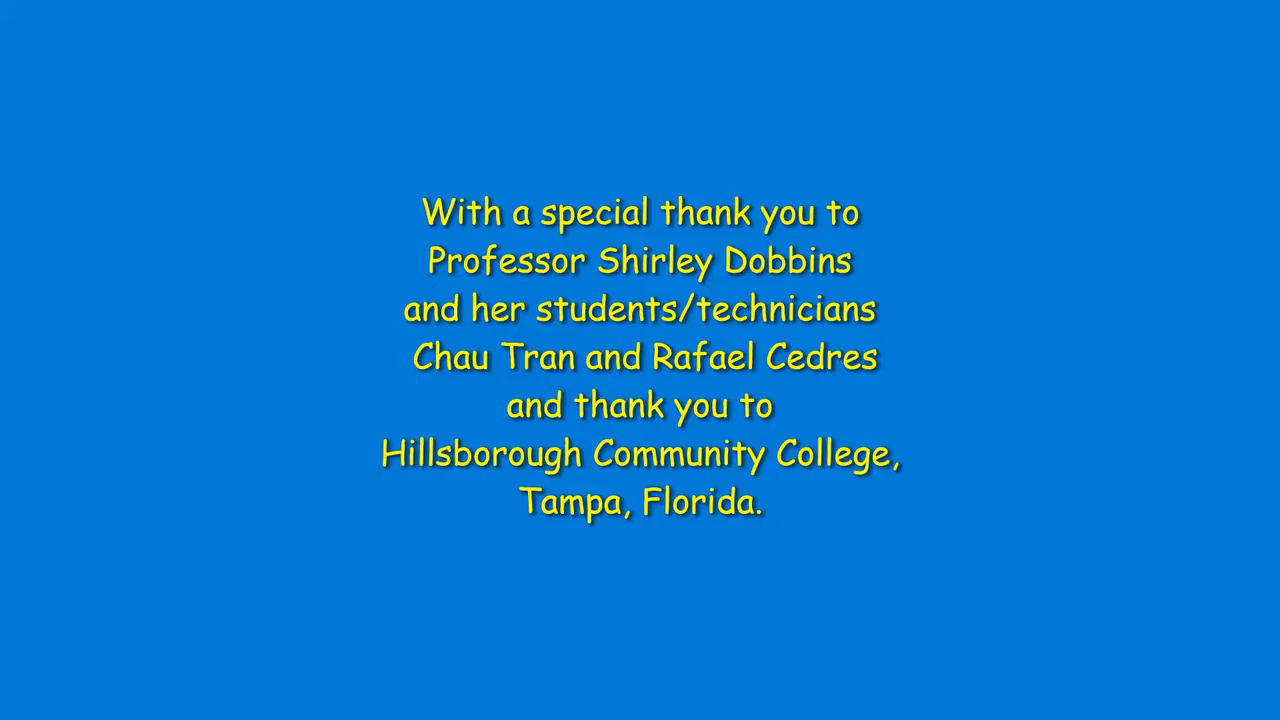 With a special thank you to
Professor Shirley Dobbins
and her students/technicians
Chau Tran and Rafael Cedres
and thank you to
Hillsborough Community College,
Tampa, Florida.